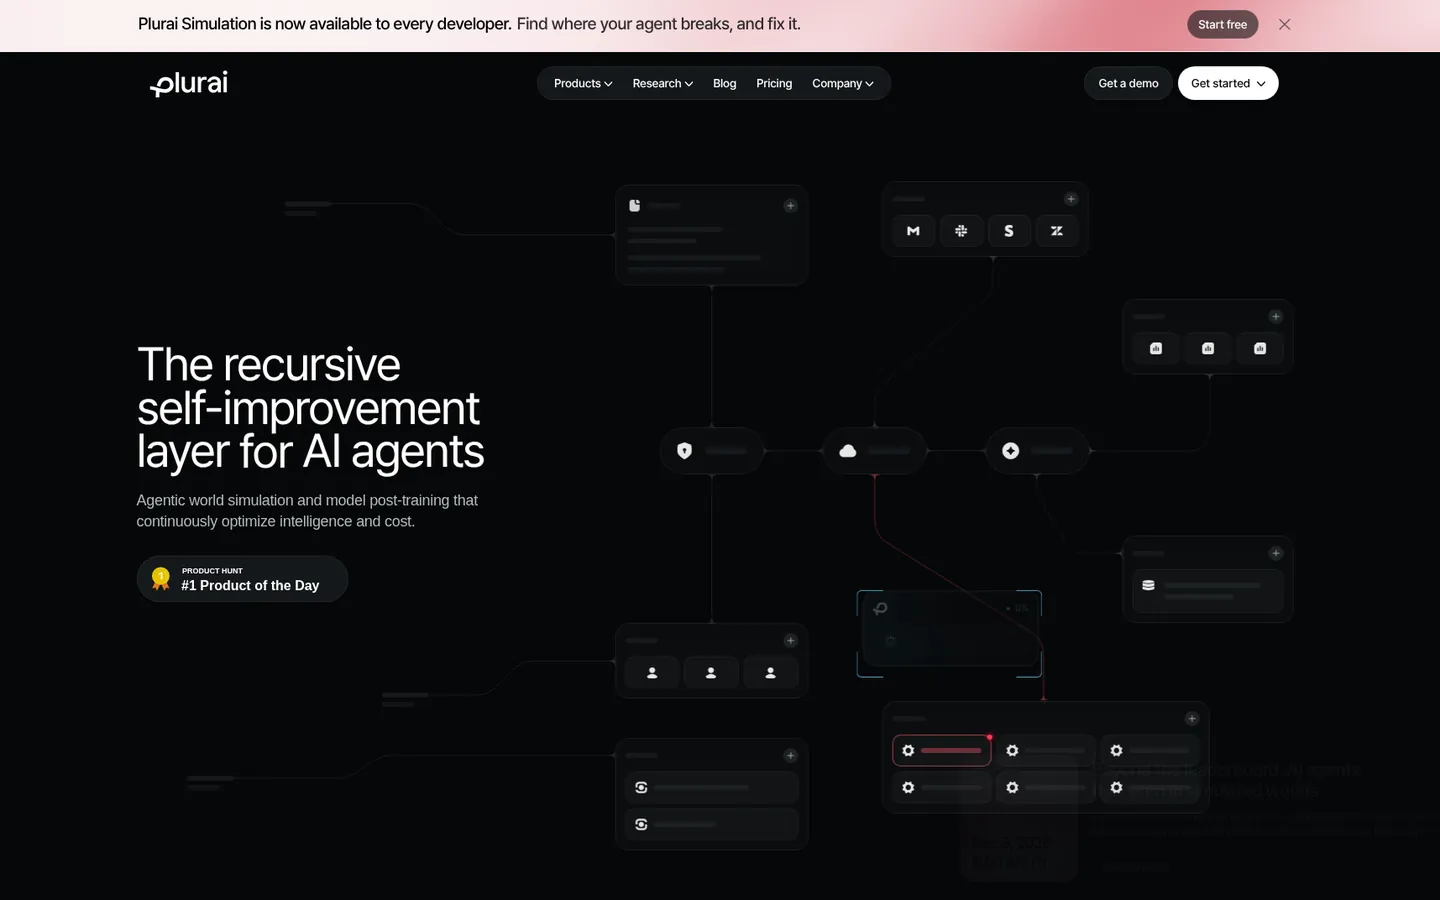 Plurai Simulation is now available to every developer. Find where your agent breaks, and fix it.
Start free
plurai
Products
Research
Blog
Pricing
Company
Get a demo
Get started
The recursive
self-improvement
layer for AI agents
Agentic world simulation and model post-training that
continuously optimize intelligence and cost.
1
PRODUCT HUNT
#1 Product of the Day